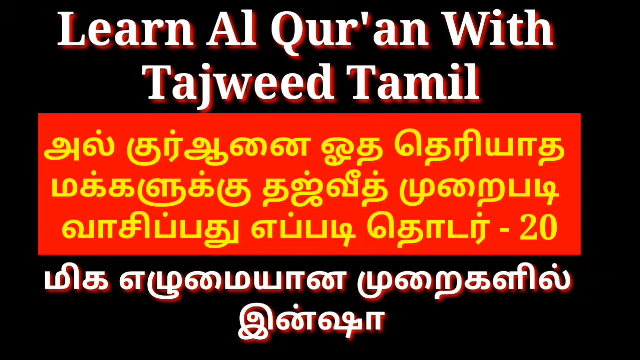 Learn Al Qur'an With
Tajweed Tamil
அல் குர்ஆனை ஓத தெரியாத
மக்களுக்கு தஜ்வீத் முறைபடி
வாசிப்பது எப்படி தொடர் - 20
மிக எழுமையான முறைகளில்
இன்ஷா